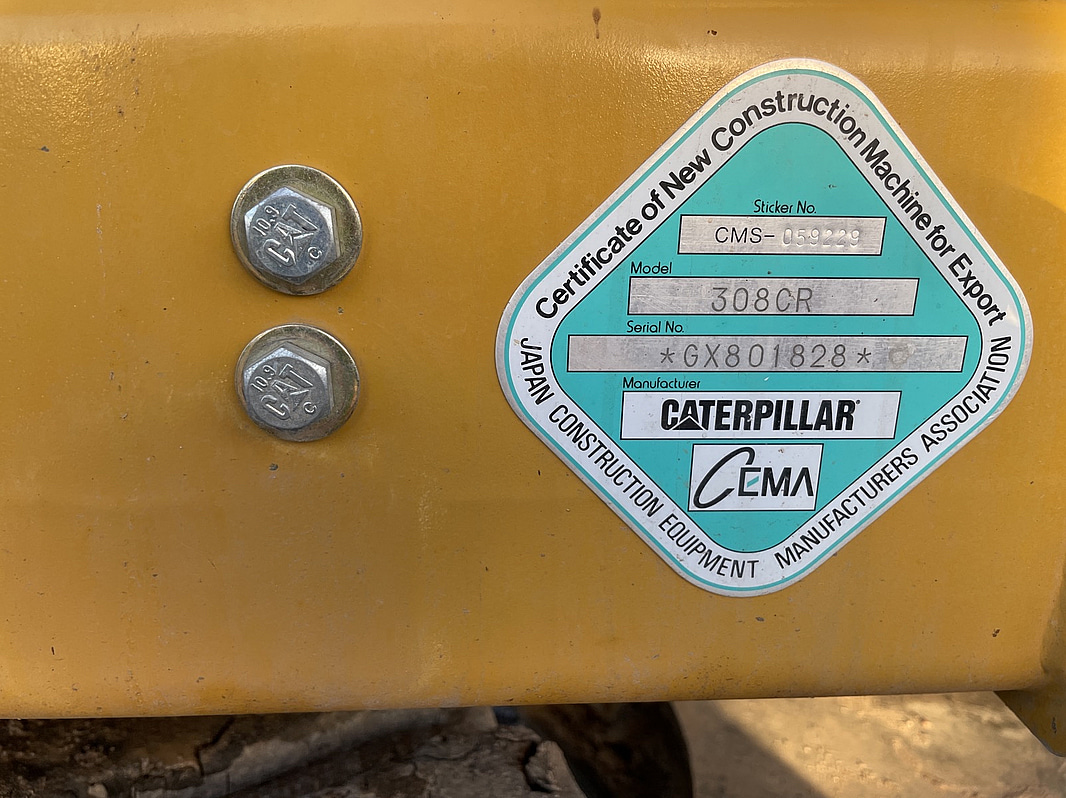 Certificate of New Construction Machine for Export
Sticker No.
CMS-059229
Model
308CR
Serial No.
*GX801828*
Manufacturer
CATERPILLAR®
CEMA
JAPAN CONSTRUCTION EQUIPMENT MANUFACTURERS ASSOCIATION
10.9
CAT
C
10.9
CAT
C